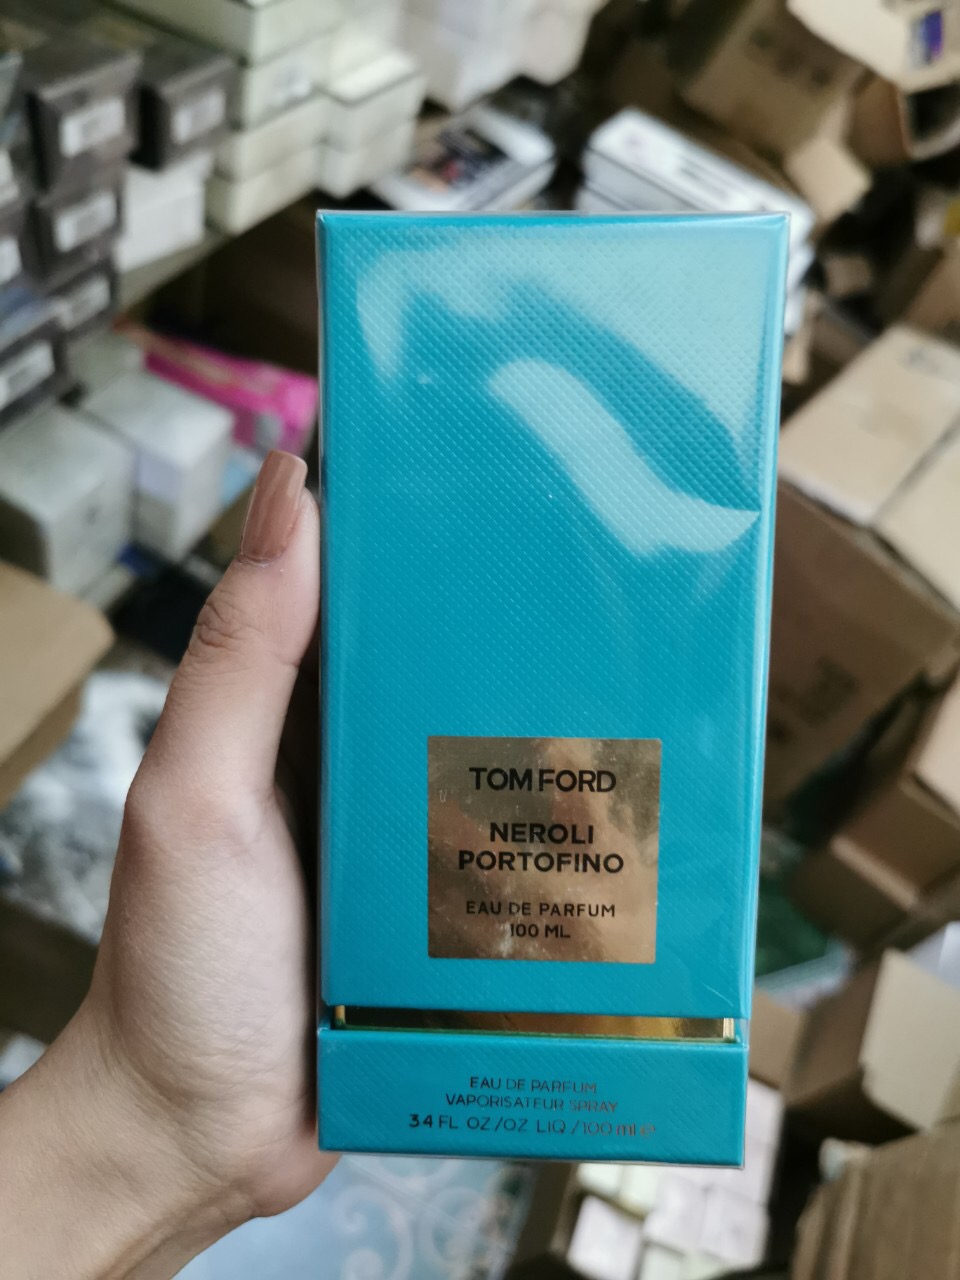 TOM FORD
NEROLI
PORTOFINO
EAU DE PARFUM
100 ML
EAU DE PARFUM
VAPORISATEUR SPRAY
3.4 FL OZ/OZ LIQ /100 ml e